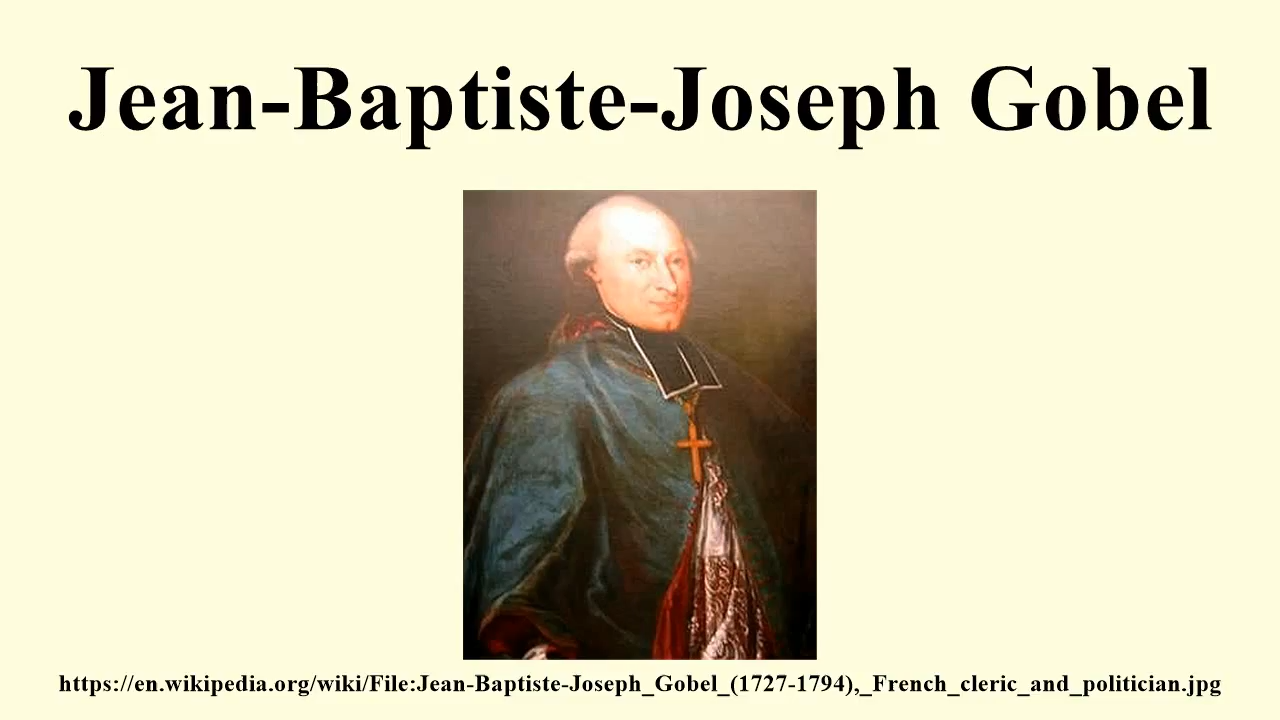 Jean-Baptiste-Joseph Gobel
https://en.wikipedia.org/wiki/File:Jean-Baptiste-Joseph_Gobel_(1727-1794),_French_cleric_and_politician.jpg